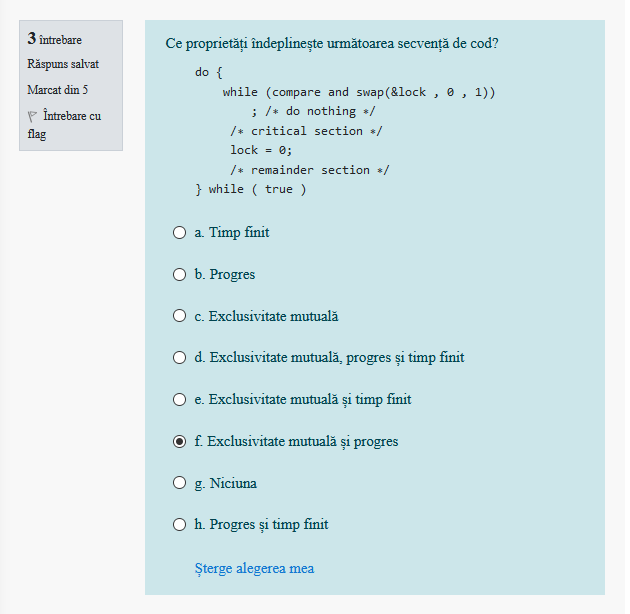 3 întrebare
Răspuns salvat
Marcat din 5
Întrebare cu
flag
Ce proprietăți îndeplinește următoarea secvență de cod?
do {
while (compare and swap(&lock , 0 , 1))
; /* do nothing */
/* critical section */
lock = 0;
/* remainder section */
} while ( true )
a. Timp finit
b. Progres
c. Exclusivitate mutuală
d. Exclusivitate mutuală, progres și timp finit
e. Exclusivitate mutuală și timp finit
f. Exclusivitate mutuală și progres
g. Niciuna
h. Progres și timp finit
Șterge alegerea mea